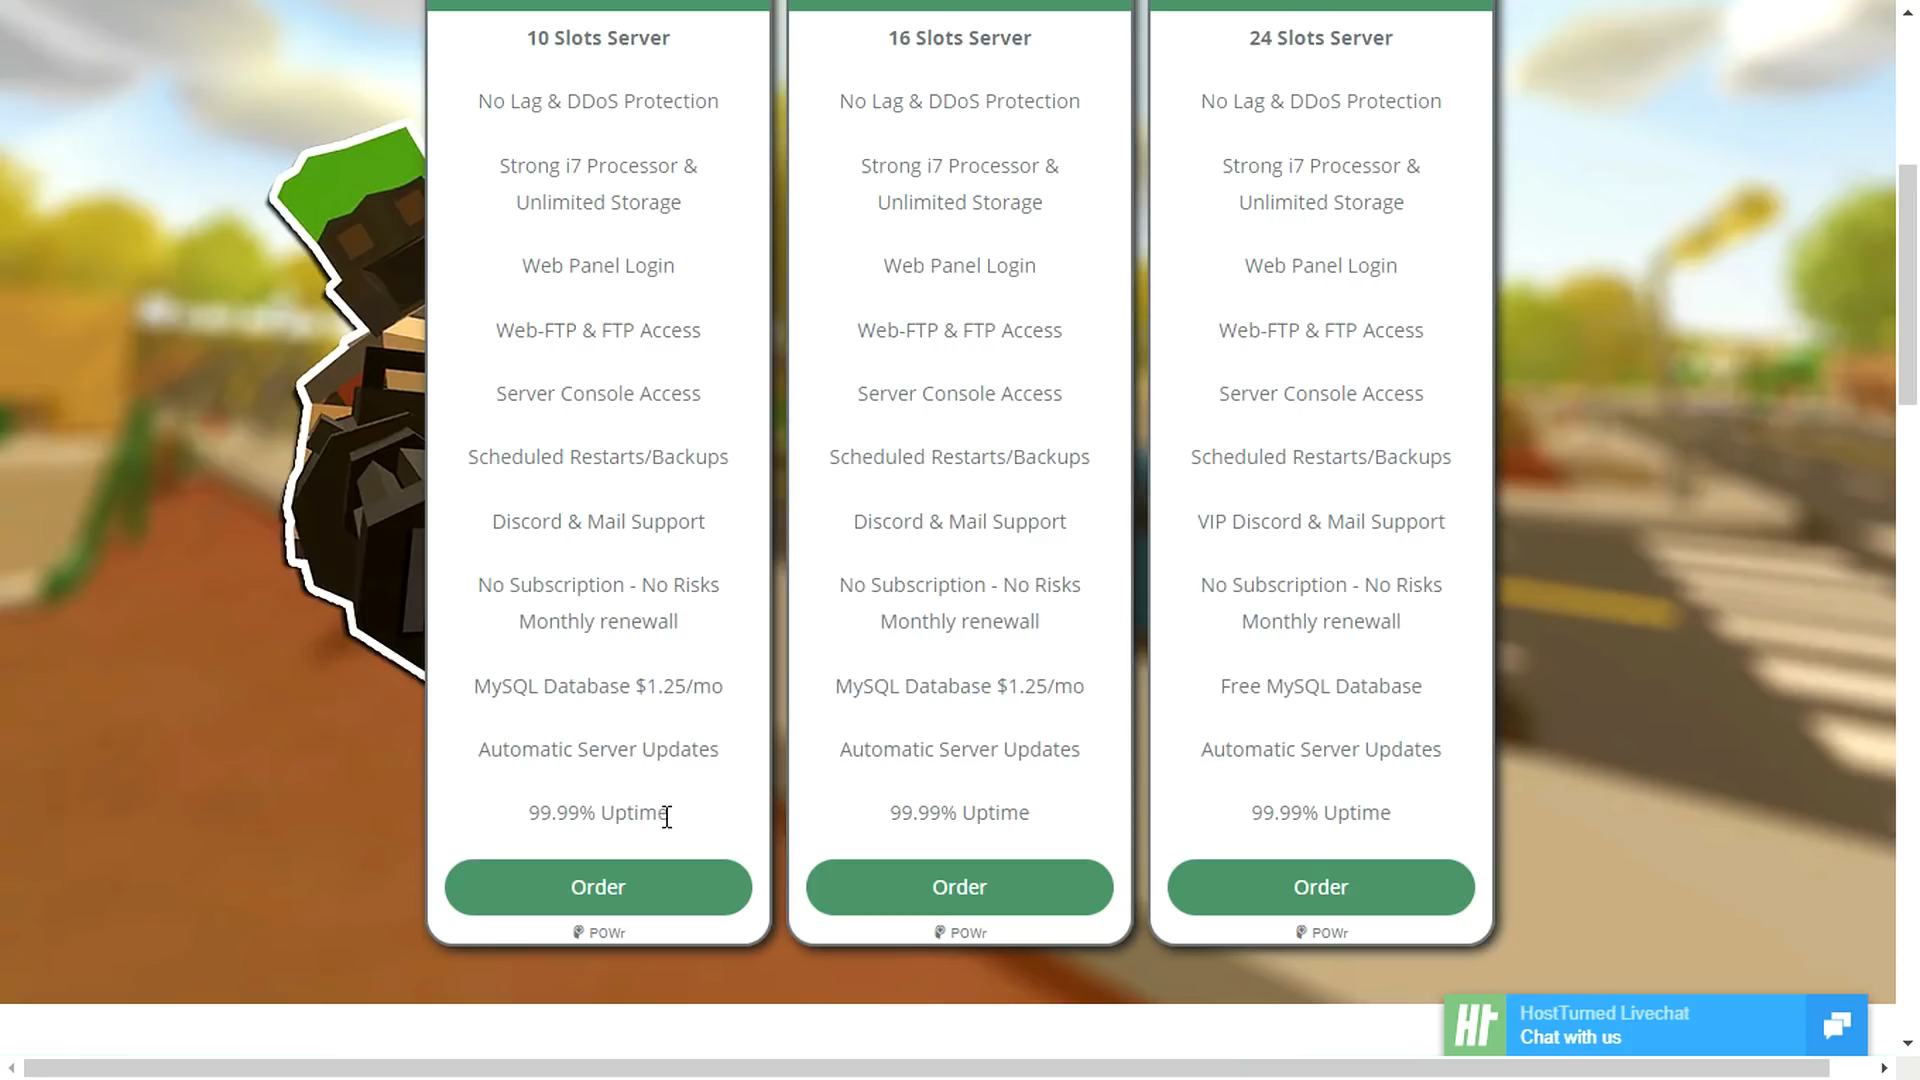 10 Slots Server
No Lag & DDoS Protection
Strong i7 Processor &
Unlimited Storage
Web Panel Login
Web-FTP & FTP Access
Server Console Access
Scheduled Restarts/Backups
Discord & Mail Support
No Subscription - No Risks
Monthly renewall
MySQL Database $1.25/mo
Automatic Server Updates
99.99% Uptime
Order
POWr
16 Slots Server
No Lag & DDoS Protection
Strong i7 Processor &
Unlimited Storage
Web Panel Login
Web-FTP & FTP Access
Server Console Access
Scheduled Restarts/Backups
Discord & Mail Support
No Subscription - No Risks
Monthly renewall
MySQL Database $1.25/mo
Automatic Server Updates
99.99% Uptime
Order
POWr
24 Slots Server
No Lag & DDoS Protection
Strong i7 Processor &
Unlimited Storage
Web Panel Login
Web-FTP & FTP Access
Server Console Access
Scheduled Restarts/Backups
VIP Discord & Mail Support
No Subscription - No Risks
Monthly renewall
Free MySQL Database
Automatic Server Updates
99.99% Uptime
Order
POWr
Ht
HostTurned Livechat
Chat with us